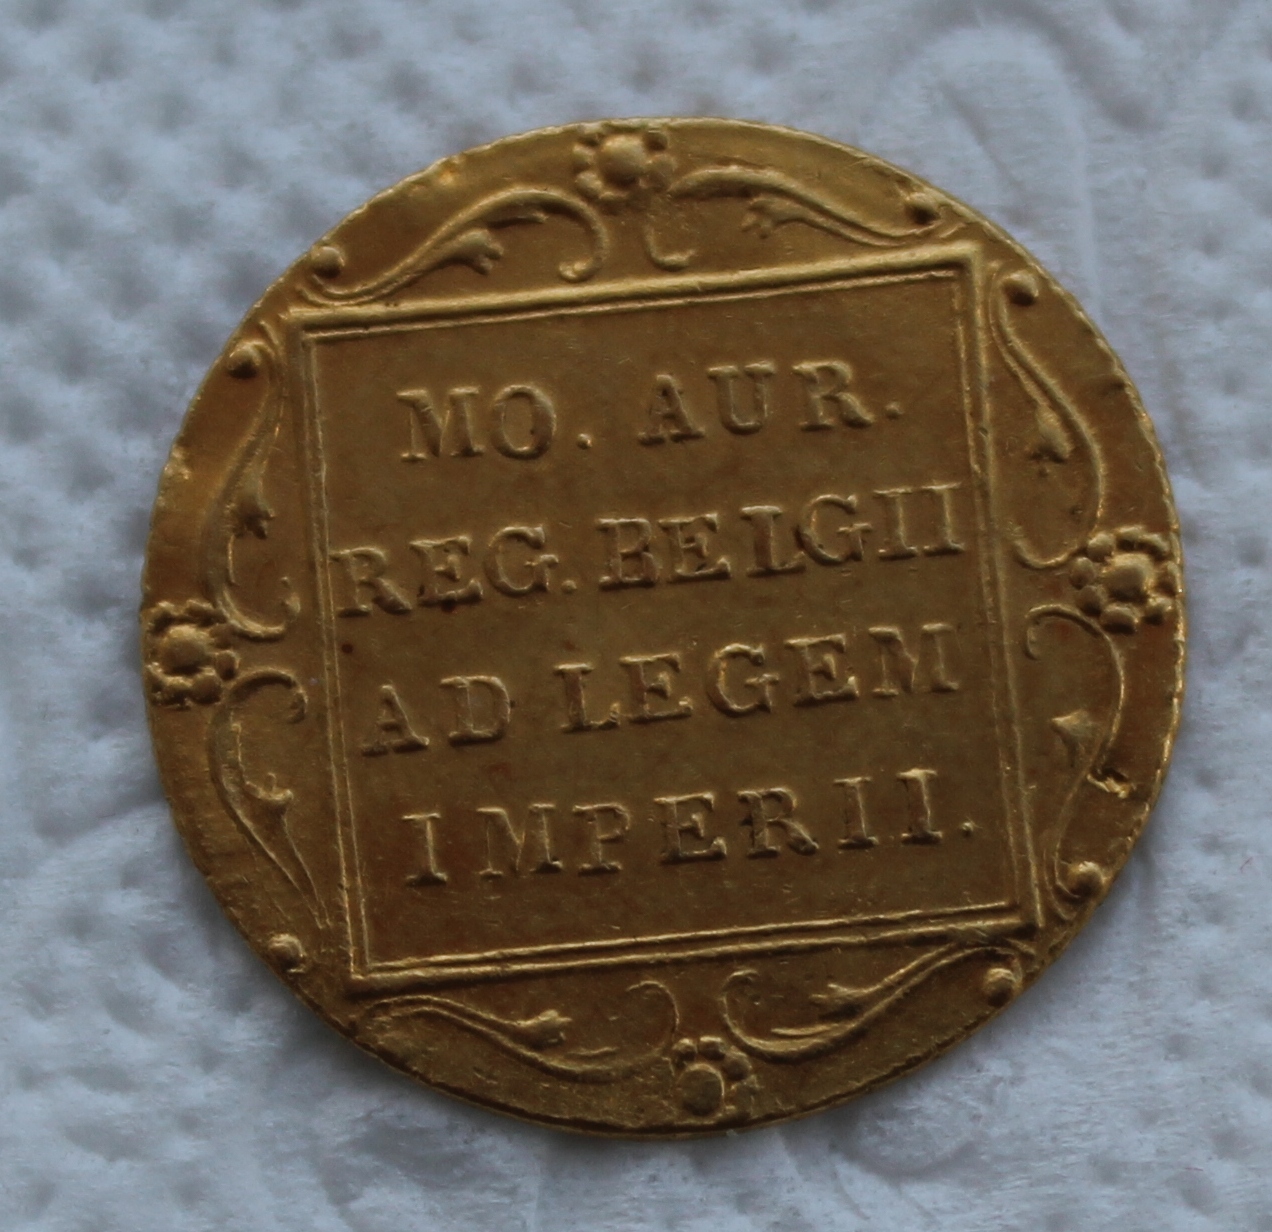 MO. AUR.
REG. BELGII
AD LEGEM
IMPERII.